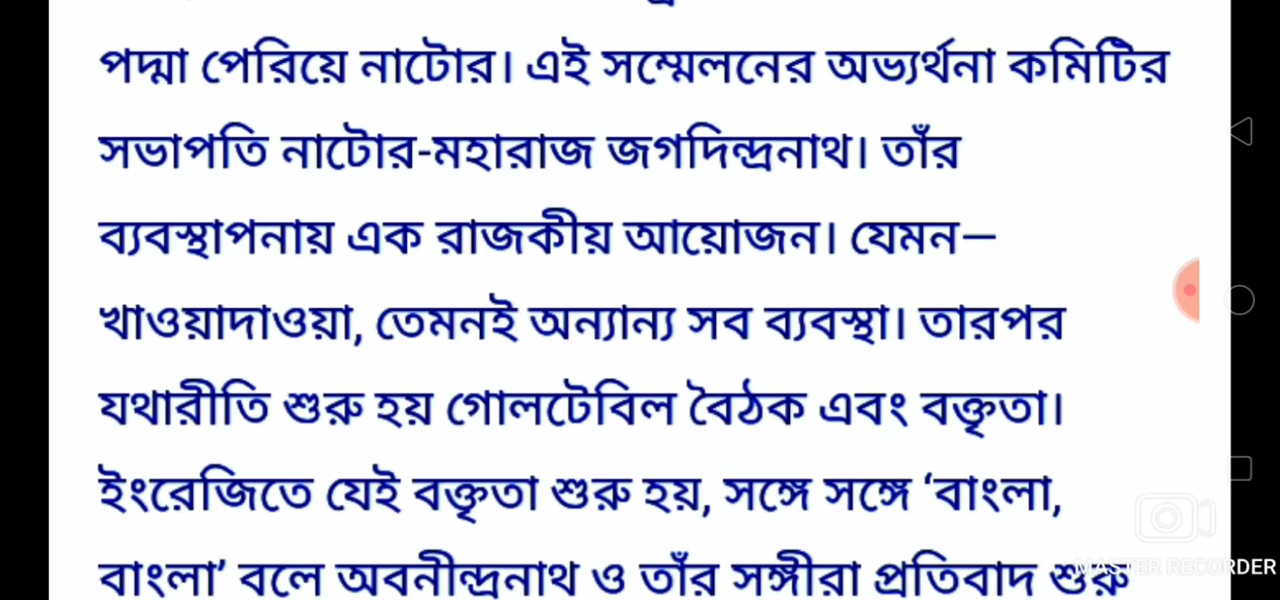 পদ্মা পেরিয়ে নাটোর। এই সম্মেলনের অভ্যর্থনা কমিটির
সভাপতি নাটোর-মহারাজ জগদিন্দ্রনাথ। তাঁর
ব্যবস্থাপনায় এক রাজকীয় আয়োজন। যেমন—
খাওয়াদাওয়া, তেমনই অন্যান্য সব ব্যবস্থা। তারপর
যথারীতি শুরু হয় গোলটেবিল বৈঠক এবং বক্তৃতা।
ইংরেজিতে যেই বক্তৃতা শুরু হয়, সঙ্গে সঙ্গে ‘বাংলা,
বাংলা’ বলে অবনীন্দ্রনাথ ও তাঁর সঙ্গীরা প্রতিবাদ শুরু
MASTER RECORDER